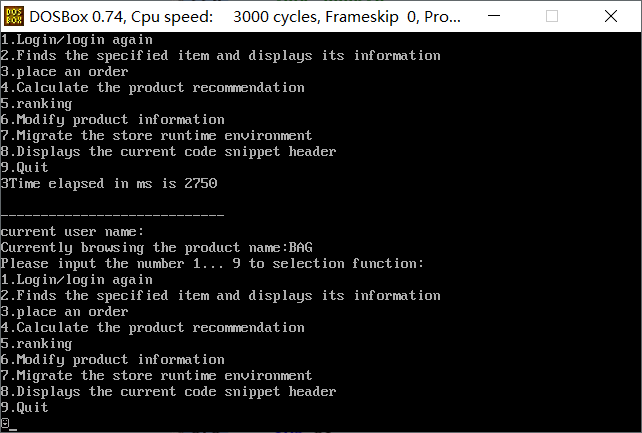 DOS
BOX
DOSBox 0.74, Cpu speed:    3000 cycles, Frameskip  0, Pro...
1.Login/login again
2.Finds the specified item and displays its information
3.place an order
4.Calculate the product recommendation
5.ranking
6.Modify product information
7.Migrate the store runtime environment
8.Displays the current code snippet header
9.Quit
3Time elapsed in ms is 2750
----------------------------
current user name:
Currently browsing the product name:BAG
Please input the number 1... 9 to selection function:
1.Login/login again
2.Finds the specified item and displays its information
3.place an order
4.Calculate the product recommendation
5.ranking
6.Modify product information
7.Migrate the store runtime environment
8.Displays the current code snippet header
9.Quit